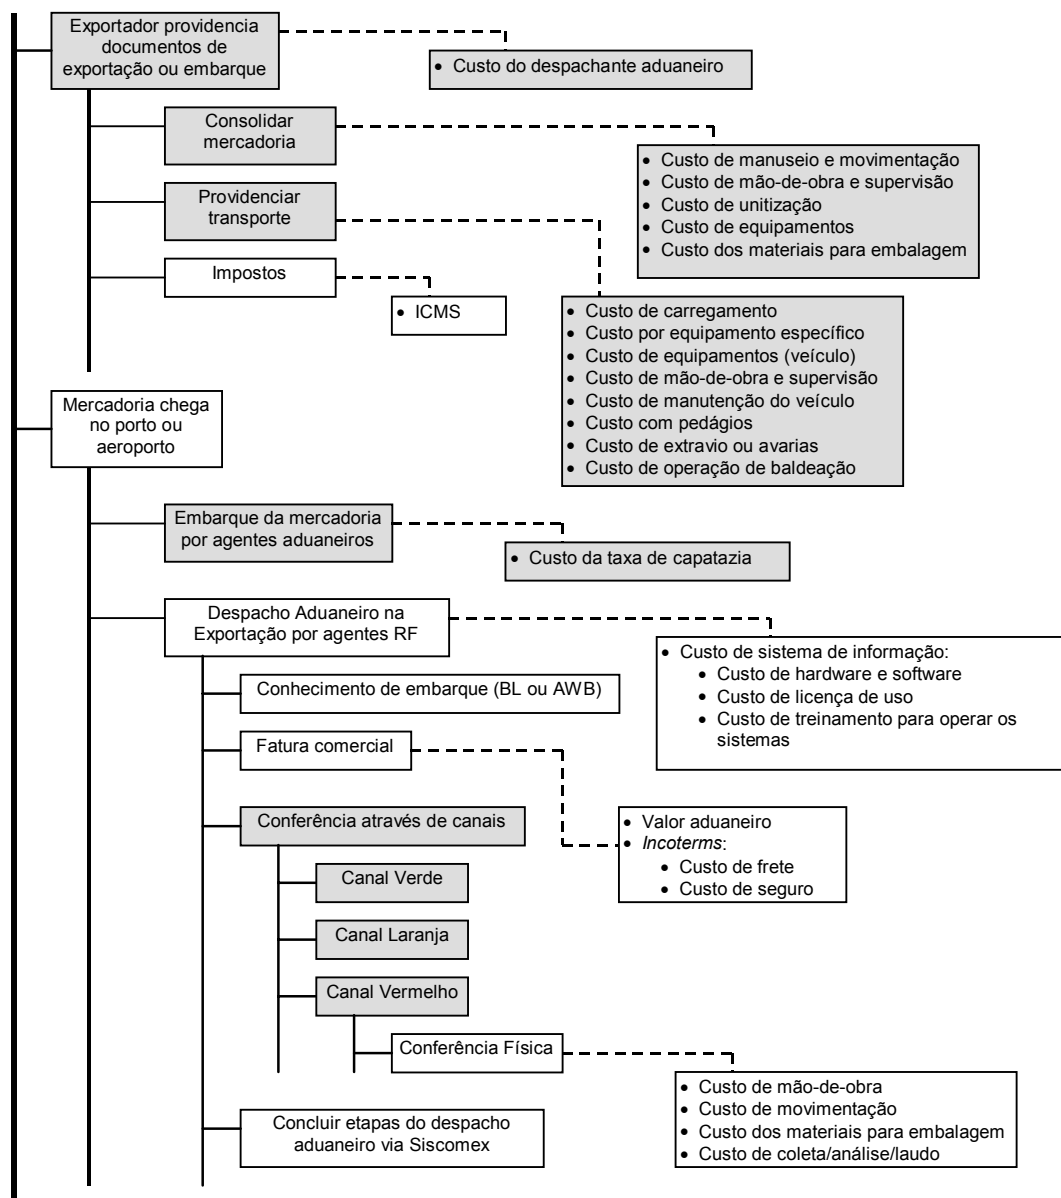 Exportador providencia
documentos de
exportação ou embarque
• Custo do despachante aduaneiro
Consolidar
mercadoria
• Custo de manuseio e movimentação
• Custo de mão-de-obra e supervisão
• Custo de unitização
• Custo de equipamentos
• Custo dos materiais para embalagem
Providenciar
transporte
Impostos
• ICMS
• Custo de carregamento
• Custo por equipamento específico
• Custo de equipamentos (veículo)
• Custo de mão-de-obra e supervisão
• Custo de manutenção do veículo
• Custo com pedágios
• Custo de extravio ou avarias
• Custo de operação de baldeação
Mercadoria chega
no porto ou
aeroporto
Embarque da mercadoria
por agentes aduaneiros
• Custo da taxa de capatazia
Despacho Aduaneiro na
Exportação por agentes RF
• Custo de sistema de informação:
• Custo de hardware e software
• Custo de licença de uso
• Custo de treinamento para operar os
sistemas
Conhecimento de embarque (BL ou AWB)
Fatura comercial
• Valor aduaneiro
• Incoterms:
• Custo de frete
• Custo de seguro
Conferência através de canais
Canal Verde
Canal Laranja
Canal Vermelho
Conferência Física
• Custo de mão-de-obra
• Custo de movimentação
• Custo dos materiais para embalagem
• Custo de coleta/análise/laudo
Concluir etapas do despacho
aduaneiro via Siscomex